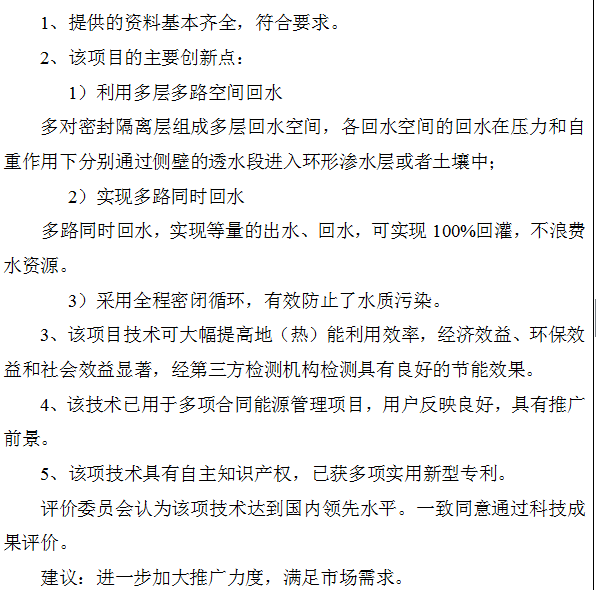 1、提供的资料基本齐全，符合要求。
2、该项目的主要创新点：
1）利用多层多路空间回水
多对密封隔离层组成多层回水空间，各回水空间的回水在压力和自
重作用下分别通过侧壁的透水段进入环形渗水层或者土壤中；
2）实现多路同时回水
多路同时回水，实现等量的出水、回水，可实现 100%回灌，不浪费
水资源。
3）采用全程密闭循环，有效防止了水质污染。
3、该项目技术可大幅提高地（热）能利用效率，经济效益、环保效
益和社会效益显著，经第三方检测机构检测具有良好的节能效果。
4、该技术已用于多项合同能源管理项目，用户反映良好，具有推广
前景。
5、该项技术具有自主知识产权，已获多项实用新型专利。
评价委员会认为该项技术达到国内领先水平。一致同意通过科技成
果评价。
建议：进一步加大推广力度，满足市场需求。